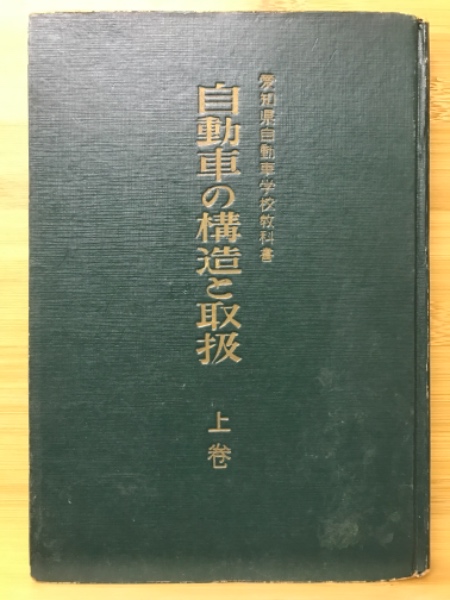 愛知県自動車学校教科書
自動車の構造と取扱
上巻